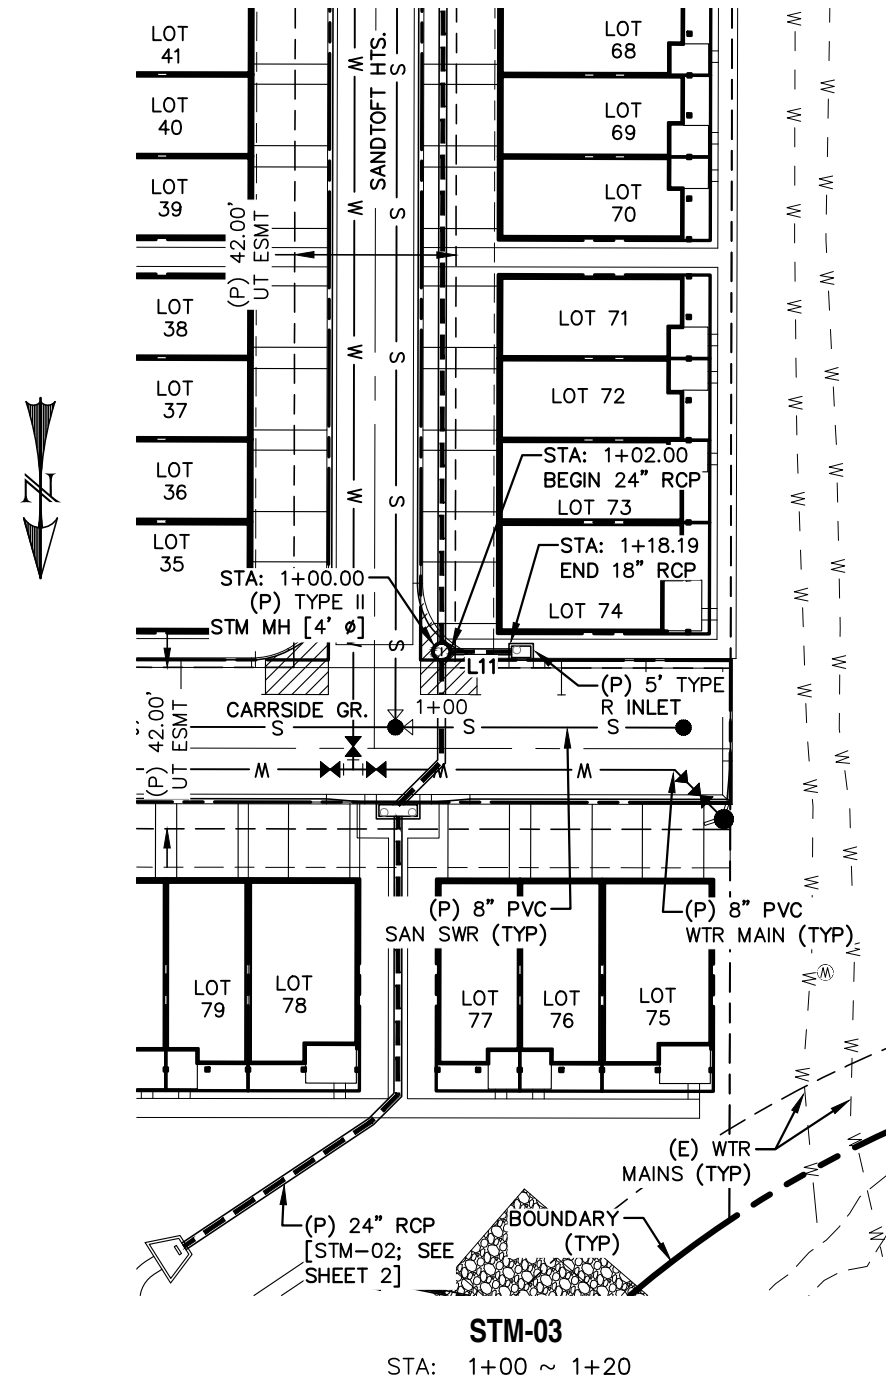 LOT
41
LOT
40
LOT
39
LOT
38
LOT
37
LOT
36
LOT
35
(P) 42.00'
UT ESMT
SANDTOFT HTS.
W
S
W
S
W
S
W
S
S
LOT
68
LOT
69
LOT
70
LOT 71
LOT 72
LOT 73
LOT 74
STA: 1+02.00
BEGIN 24" RCP
STA: 1+18.19
END 18" RCP
STA: 1+00.00
(P) TYPE II
STM MH [4' Ø]
L11
(P) 5' TYPE
R INLET
1+00
CARRSIDE GR.
(P) 42.00'
UT ESMT
S
S
S
W
W
W
(P) 8" PVC
SAN SWR (TYP)
(P) 8" PVC
WTR MAIN (TYP)
LOT
79
LOT
78
LOT
77
LOT
76
LOT
75
W
(E) WTR
MAINS (TYP)
BOUNDARY
(TYP)
(P) 24" RCP
[STM-02; SEE
SHEET 2]
N
STM-03
STA: 1+00 ~ 1+20